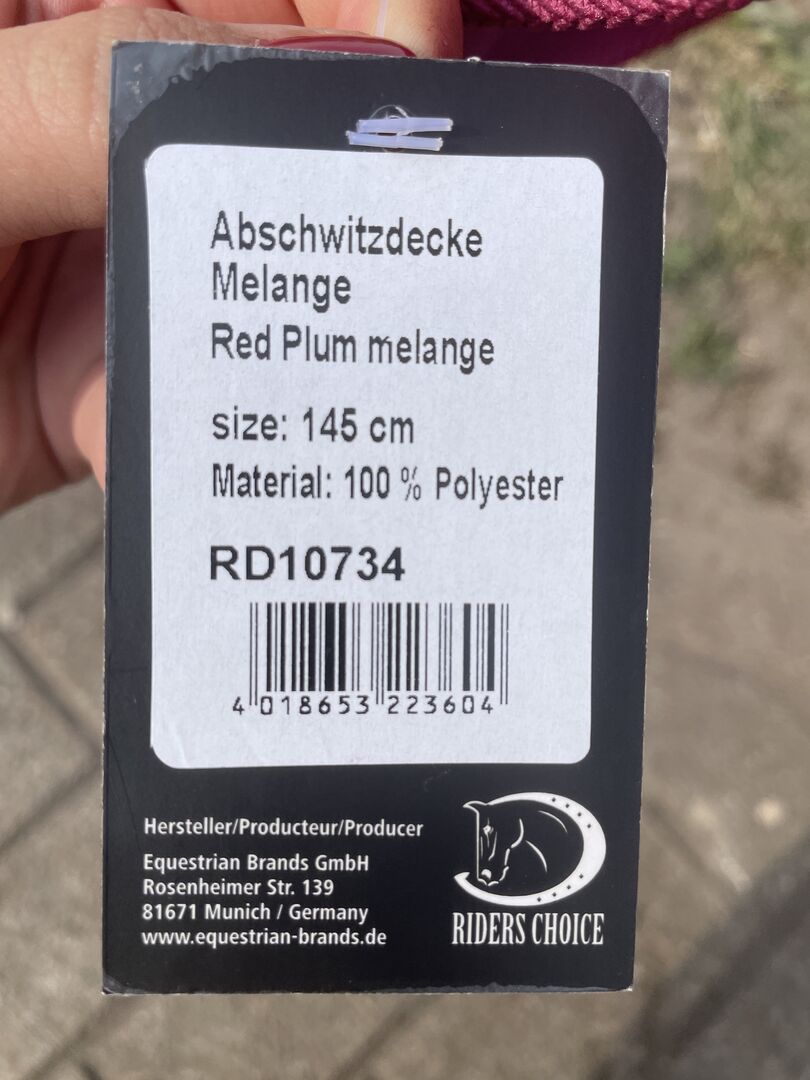 Abschwitzdecke
Melange
Red Plum melange
size: 145 cm
Material: 100 % Polyester
RD10734
4 018653 223604
Hersteller/Producteur/Producer
Equestrian Brands GmbH
Rosenheimer Str. 139
81671 Munich / Germany
www.equestrian-brands.de
RIDERS CHOICE